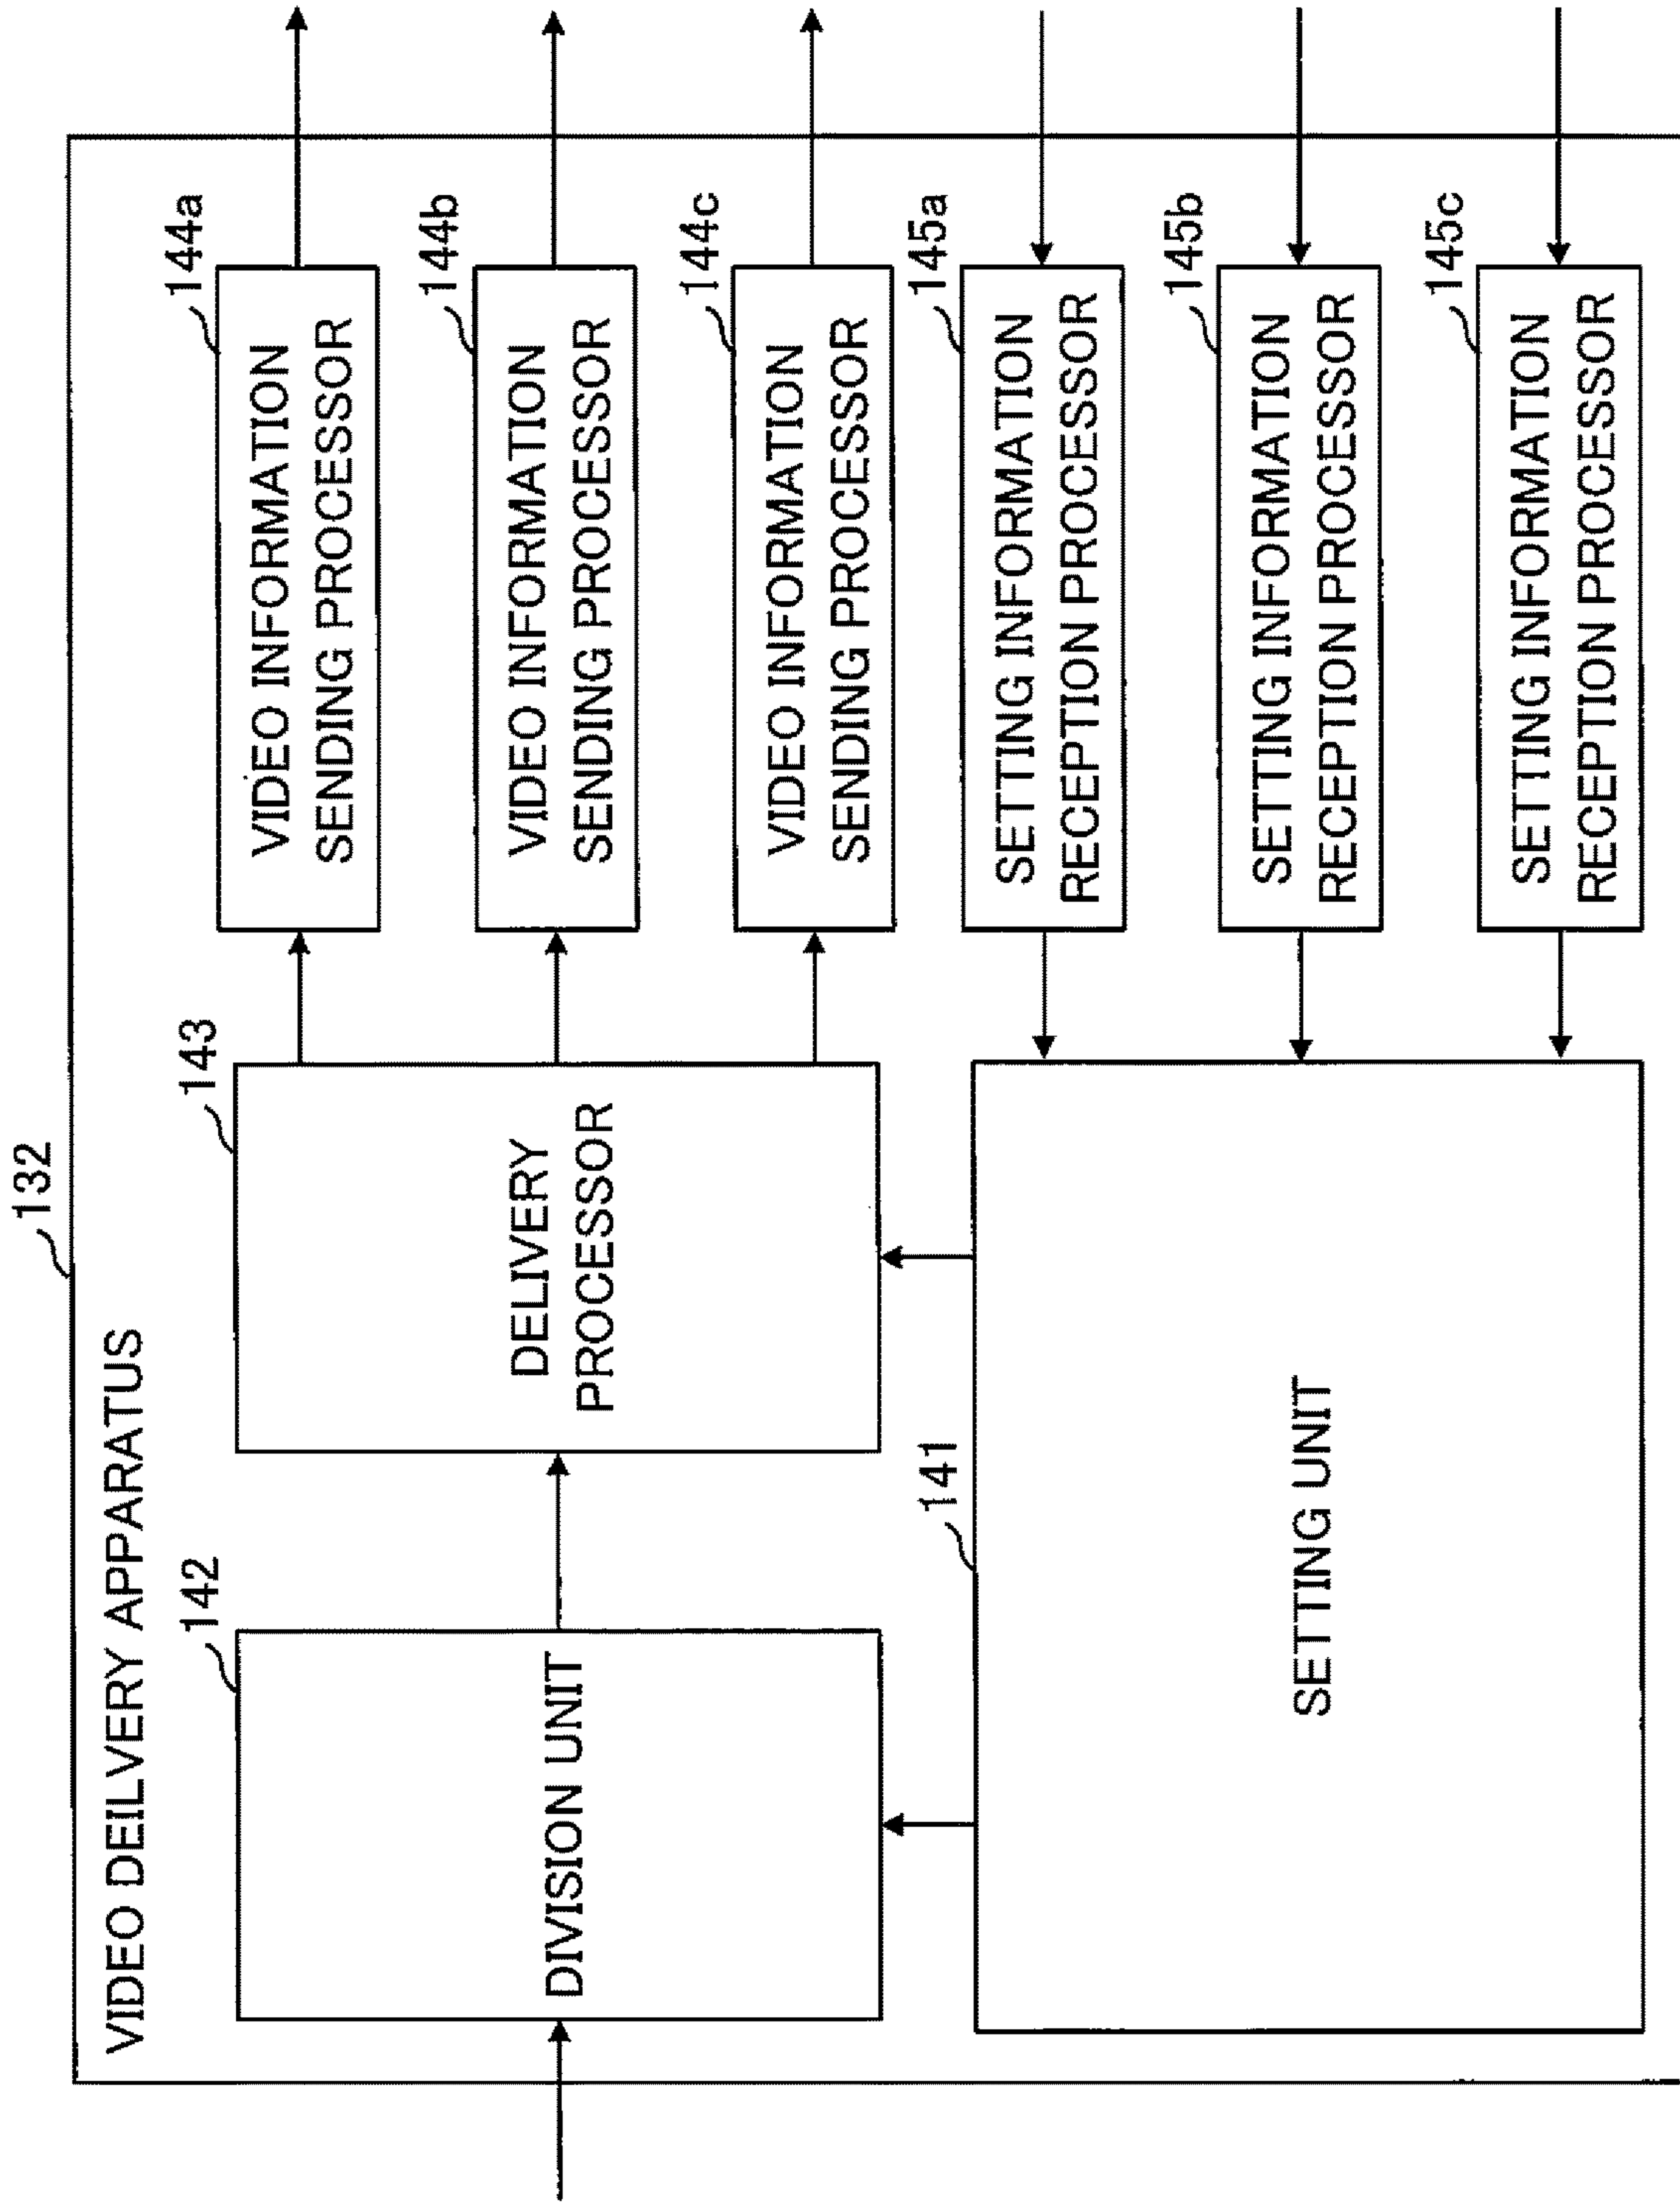 132
VIDEO DEILVERY APPARATUS
142
DIVISION UNIT
143
DELIVERY
PROCESSOR
144a
VIDEO INFORMATION
SENDING PROCESSOR
144b
VIDEO INFORMATION
SENDING PROCESSOR
144c
VIDEO INFORMATION
SENDING PROCESSOR
141
SETTING UNIT
145a
SETTING INFORMATION
RECEPTION PROCESSOR
145b
SETTING INFORMATION
RECEPTION PROCESSOR
145c
SETTING INFORMATION
RECEPTION PROCESSOR